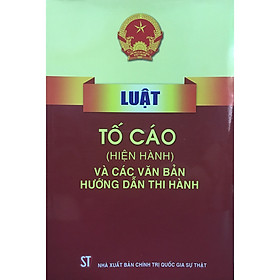 LUẬT
TỐ CÁO
(HIỆN HÀNH)
VÀ CÁC VĂN BẢN
HƯỚNG DẪN THI HÀNH
ST
NHÀ XUẤT BẢN CHÍNH TRỊ QUỐC GIA SỰ THẬT